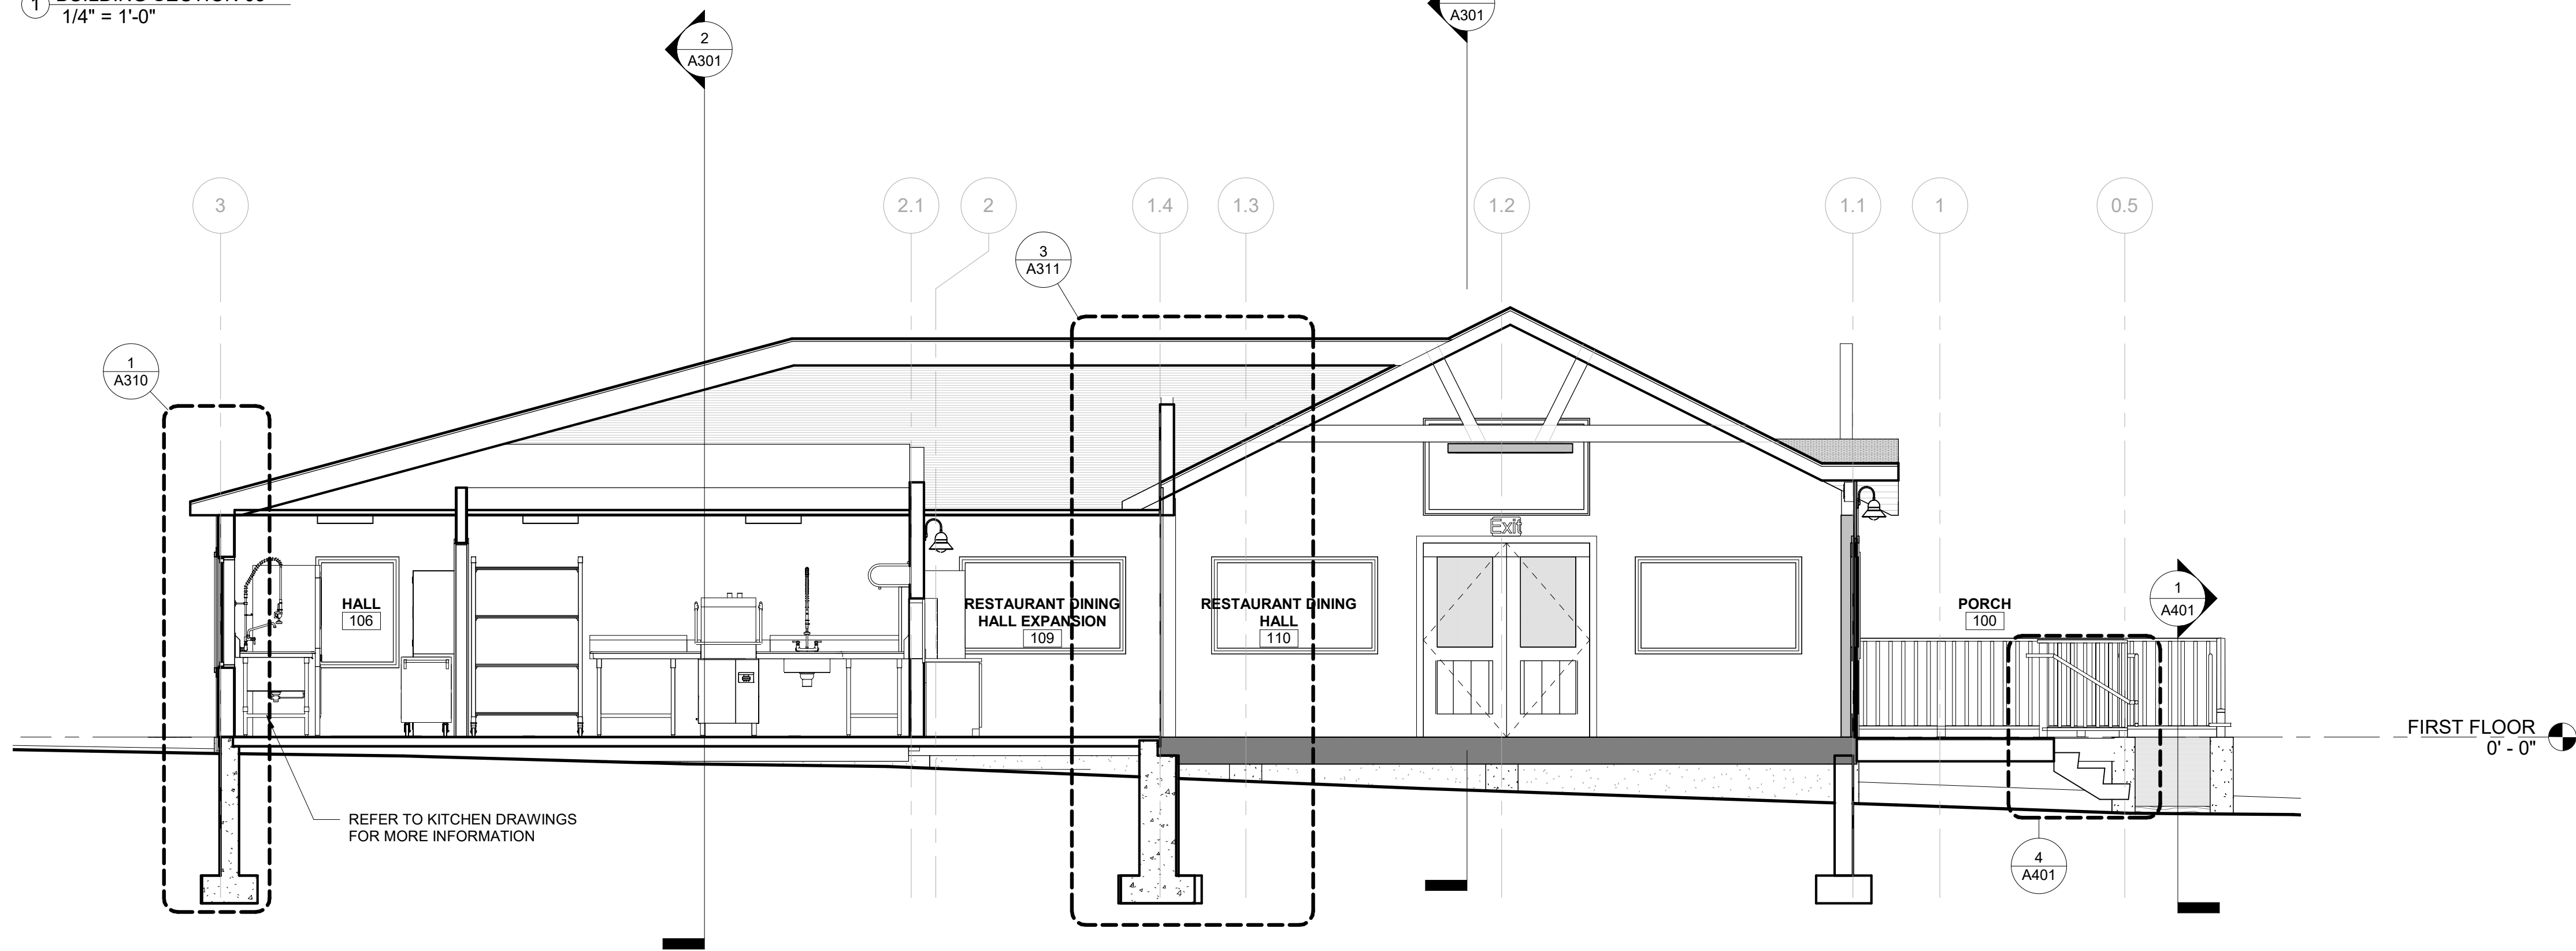 1
1/4" = 1'-0"
2
A301
A301
3
2.1
2
1.4
1.3
1.2
1.1
1
0.5
3
A311
1
A310
Exit
HALL
106
RESTAURANT DINING
HALL EXPANSION
109
RESTAURANT DINING
HALL
110
PORCH
100
1
A401
FIRST FLOOR
0' - 0"
REFER TO KITCHEN DRAWINGS
FOR MORE INFORMATION
4
A401